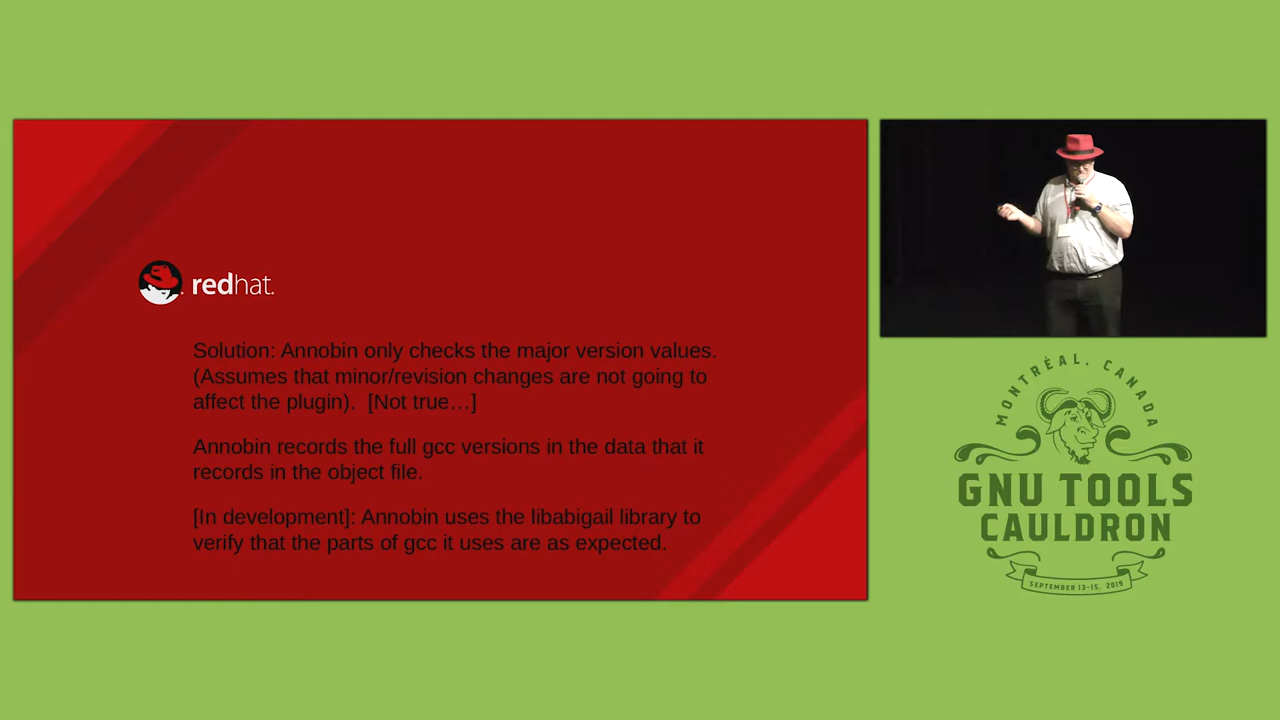 redhat.
Solution: Annobin only checks the major version values.
(Assumes that minor/revision changes are not going to
affect the plugin).  [Not true…]
Annobin records the full gcc versions in the data that it
records in the object file.
[In development]: Annobin uses the libabigail library to
verify that the parts of gcc it uses are as expected.
MONTRÉAL, CANADA
GNU TOOLS
CAULDRON
SEPTEMBER 13-15, 2019